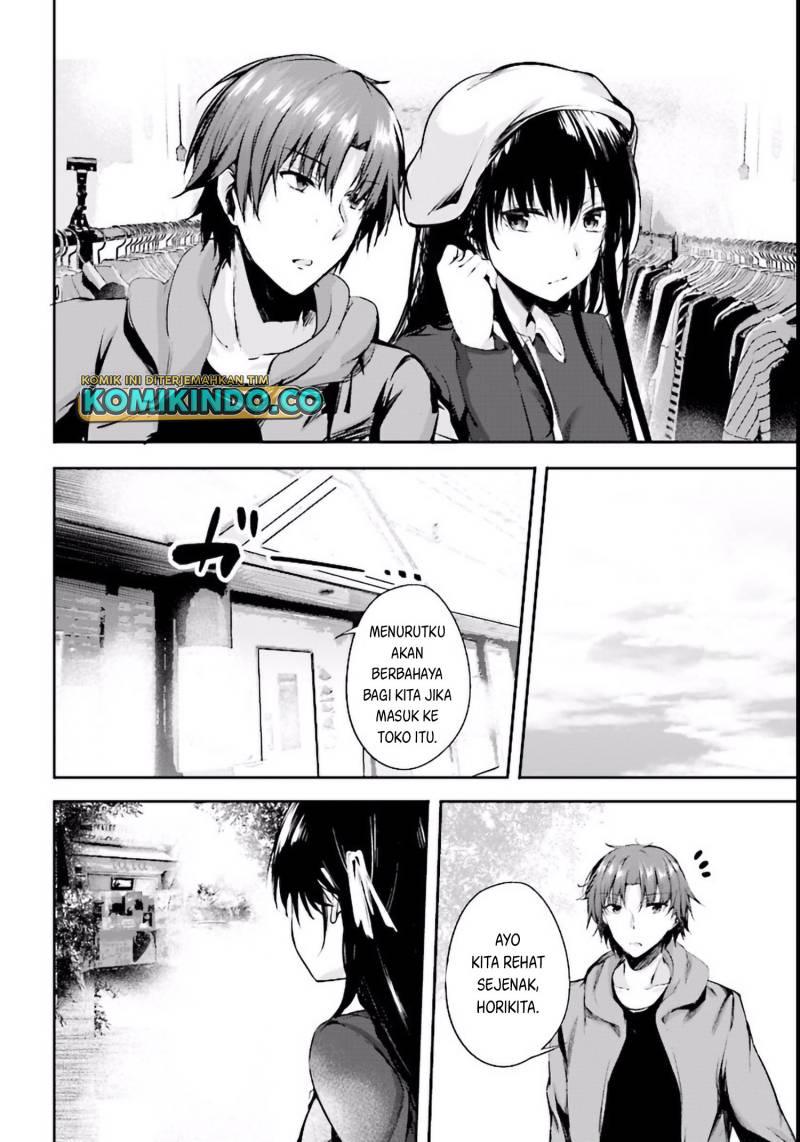 KOMIK INI DITERJEMAHKAN TIM
KOMIKINDO.CO
MENURUTKU
AKAN
BERBAHAYA
BAGI KITA JIKA
MASUK KE
TOKO ITU.
AYO
KITA REHAT
SEJENAK,
HORIKITA.